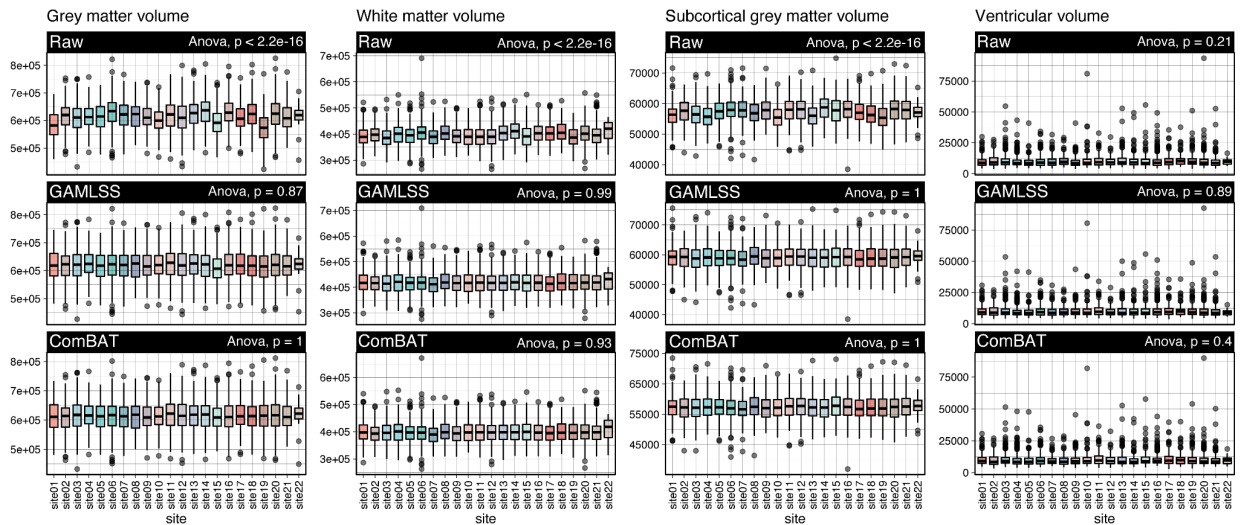 Grey matter volume
Raw Anova, p < 2.2e-16
8e+05
7e+05
6e+05
5e+05
GAMLSS Anova, p = 0.87
8e+05
7e+05
6e+05
5e+05
ComBAT Anova, p = 1
8e+05
7e+05
6e+05
5e+05
site01 site02 site03 site04 site05 site06 site07 site08 site09 site10 site11 site12 site13 site14 site15 site16 site17 site18 site19 site20 site21 site22
site
White matter volume
Raw Anova, p < 2.2e-16
7e+05
6e+05
5e+05
4e+05
3e+05
GAMLSS Anova, p = 0.99
7e+05
6e+05
5e+05
4e+05
3e+05
ComBAT Anova, p = 0.93
6e+05
5e+05
4e+05
3e+05
site01 site02 site03 site04 site05 site06 site07 site08 site09 site10 site11 site12 site13 site14 site15 site16 site17 site18 site19 site20 site21 site22
site
Subcortical grey matter volume
Raw Anova, p < 2.2e-16
70000
60000
50000
40000
GAMLSS Anova, p = 1
70000
60000
50000
40000
ComBAT Anova, p = 1
75000
65000
55000
45000
site01 site02 site03 site04 site05 site06 site07 site08 site09 site10 site11 site12 site13 site14 site15 site16 site17 site18 site19 site20 site21 site22
site
Ventricular volume
Raw Anova, p = 0.21
75000
50000
25000
0
GAMLSS Anova, p = 0.89
75000
50000
25000
0
ComBAT Anova, p = 0.4
75000
50000
25000
0
site01 site02 site03 site04 site05 site06 site07 site08 site09 site10 site11 site12 site13 site14 site15 site16 site17 site18 site19 site20 site21 site22
site